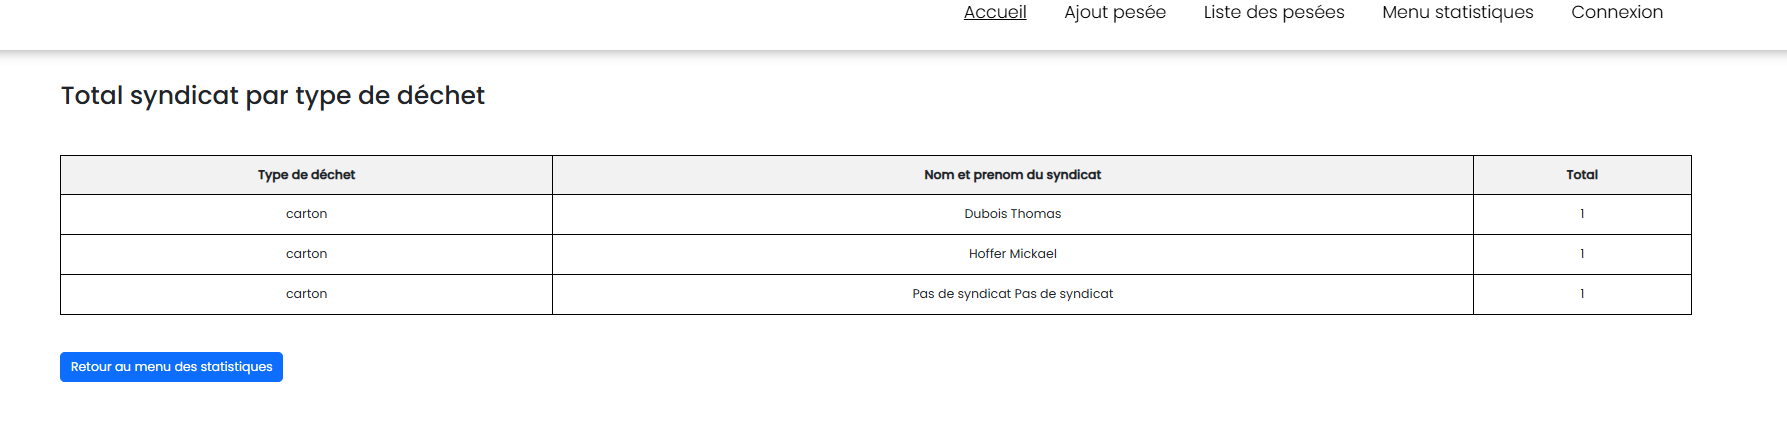 Accueil Ajout pesée Liste des pesées Menu statistiques Connexion
Total syndicat par type de déchet
Type de déchet Nom et prenom du syndicat Total
carton Dubois Thomas 1
carton Hoffer Mickael 1
carton Pas de syndicat Pas de syndicat 1
Retour au menu des statistiques